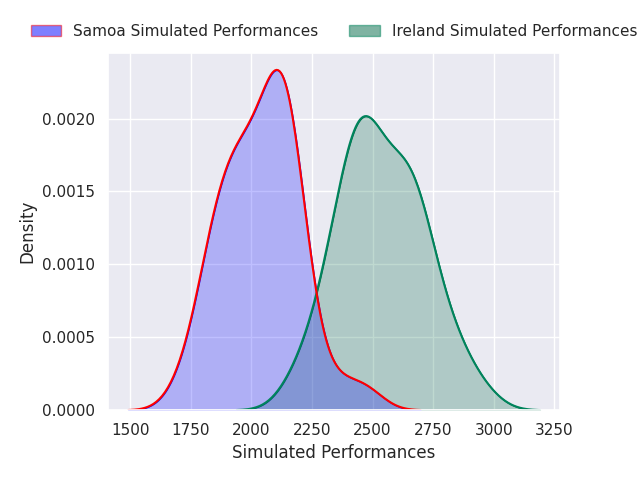 Samoa Simulated Performances Ireland Simulated Performances
0.0020
0.0015
0.0010
0.0005
0.0000
Density
1500 1750 2000 2250 2500 2750 3000 3250
Simulated Performances